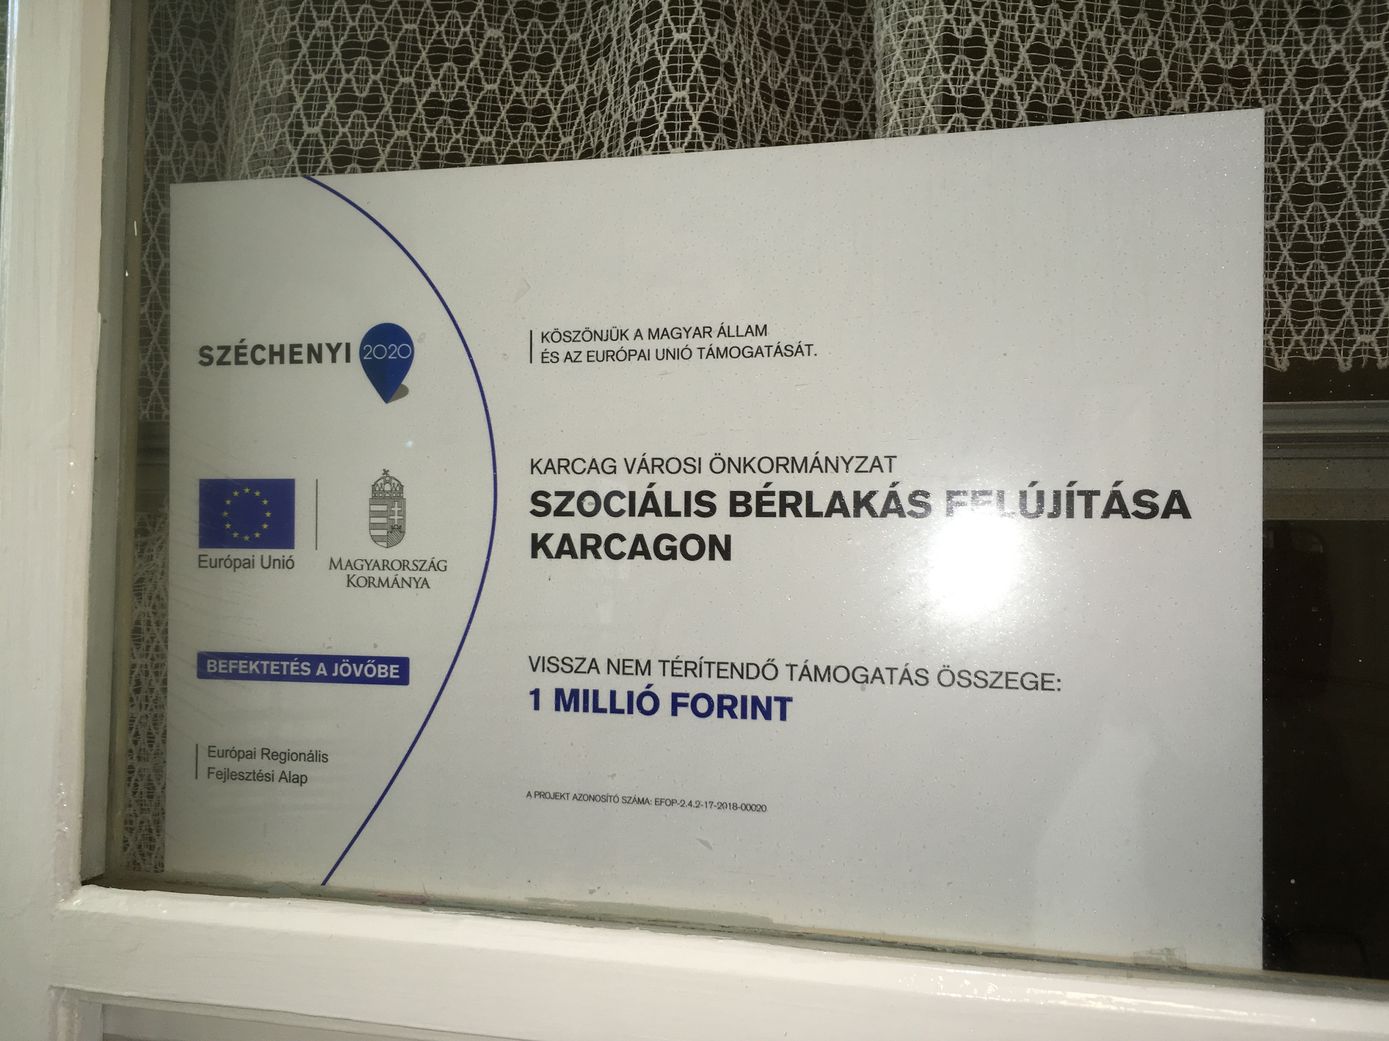 SZÉCHENYI 2020
Európai Unió
MAGYARORSZÁG
KORMÁNYA
BEFEKTETÉS A JÖVŐBE
Európai Regionális
Fejlesztési Alap
KÖSZÖNJÜK A MAGYAR ÁLLAM
ÉS AZ EURÓPAI UNIÓ TÁMOGATÁSÁT.
KARCAG VÁROSI ÖNKORMÁNYZAT
SZOCIÁLIS BÉRLAKÁS FELÚJÍTÁSA
KARCAGON
VISSZA NEM TÉRÍTENDŐ TÁMOGATÁS ÖSSZEGE:
1 MILLIÓ FORINT
A PROJEKT AZONOSÍTÓ SZÁMA: EFOP-2.4.2-17-2018-00020